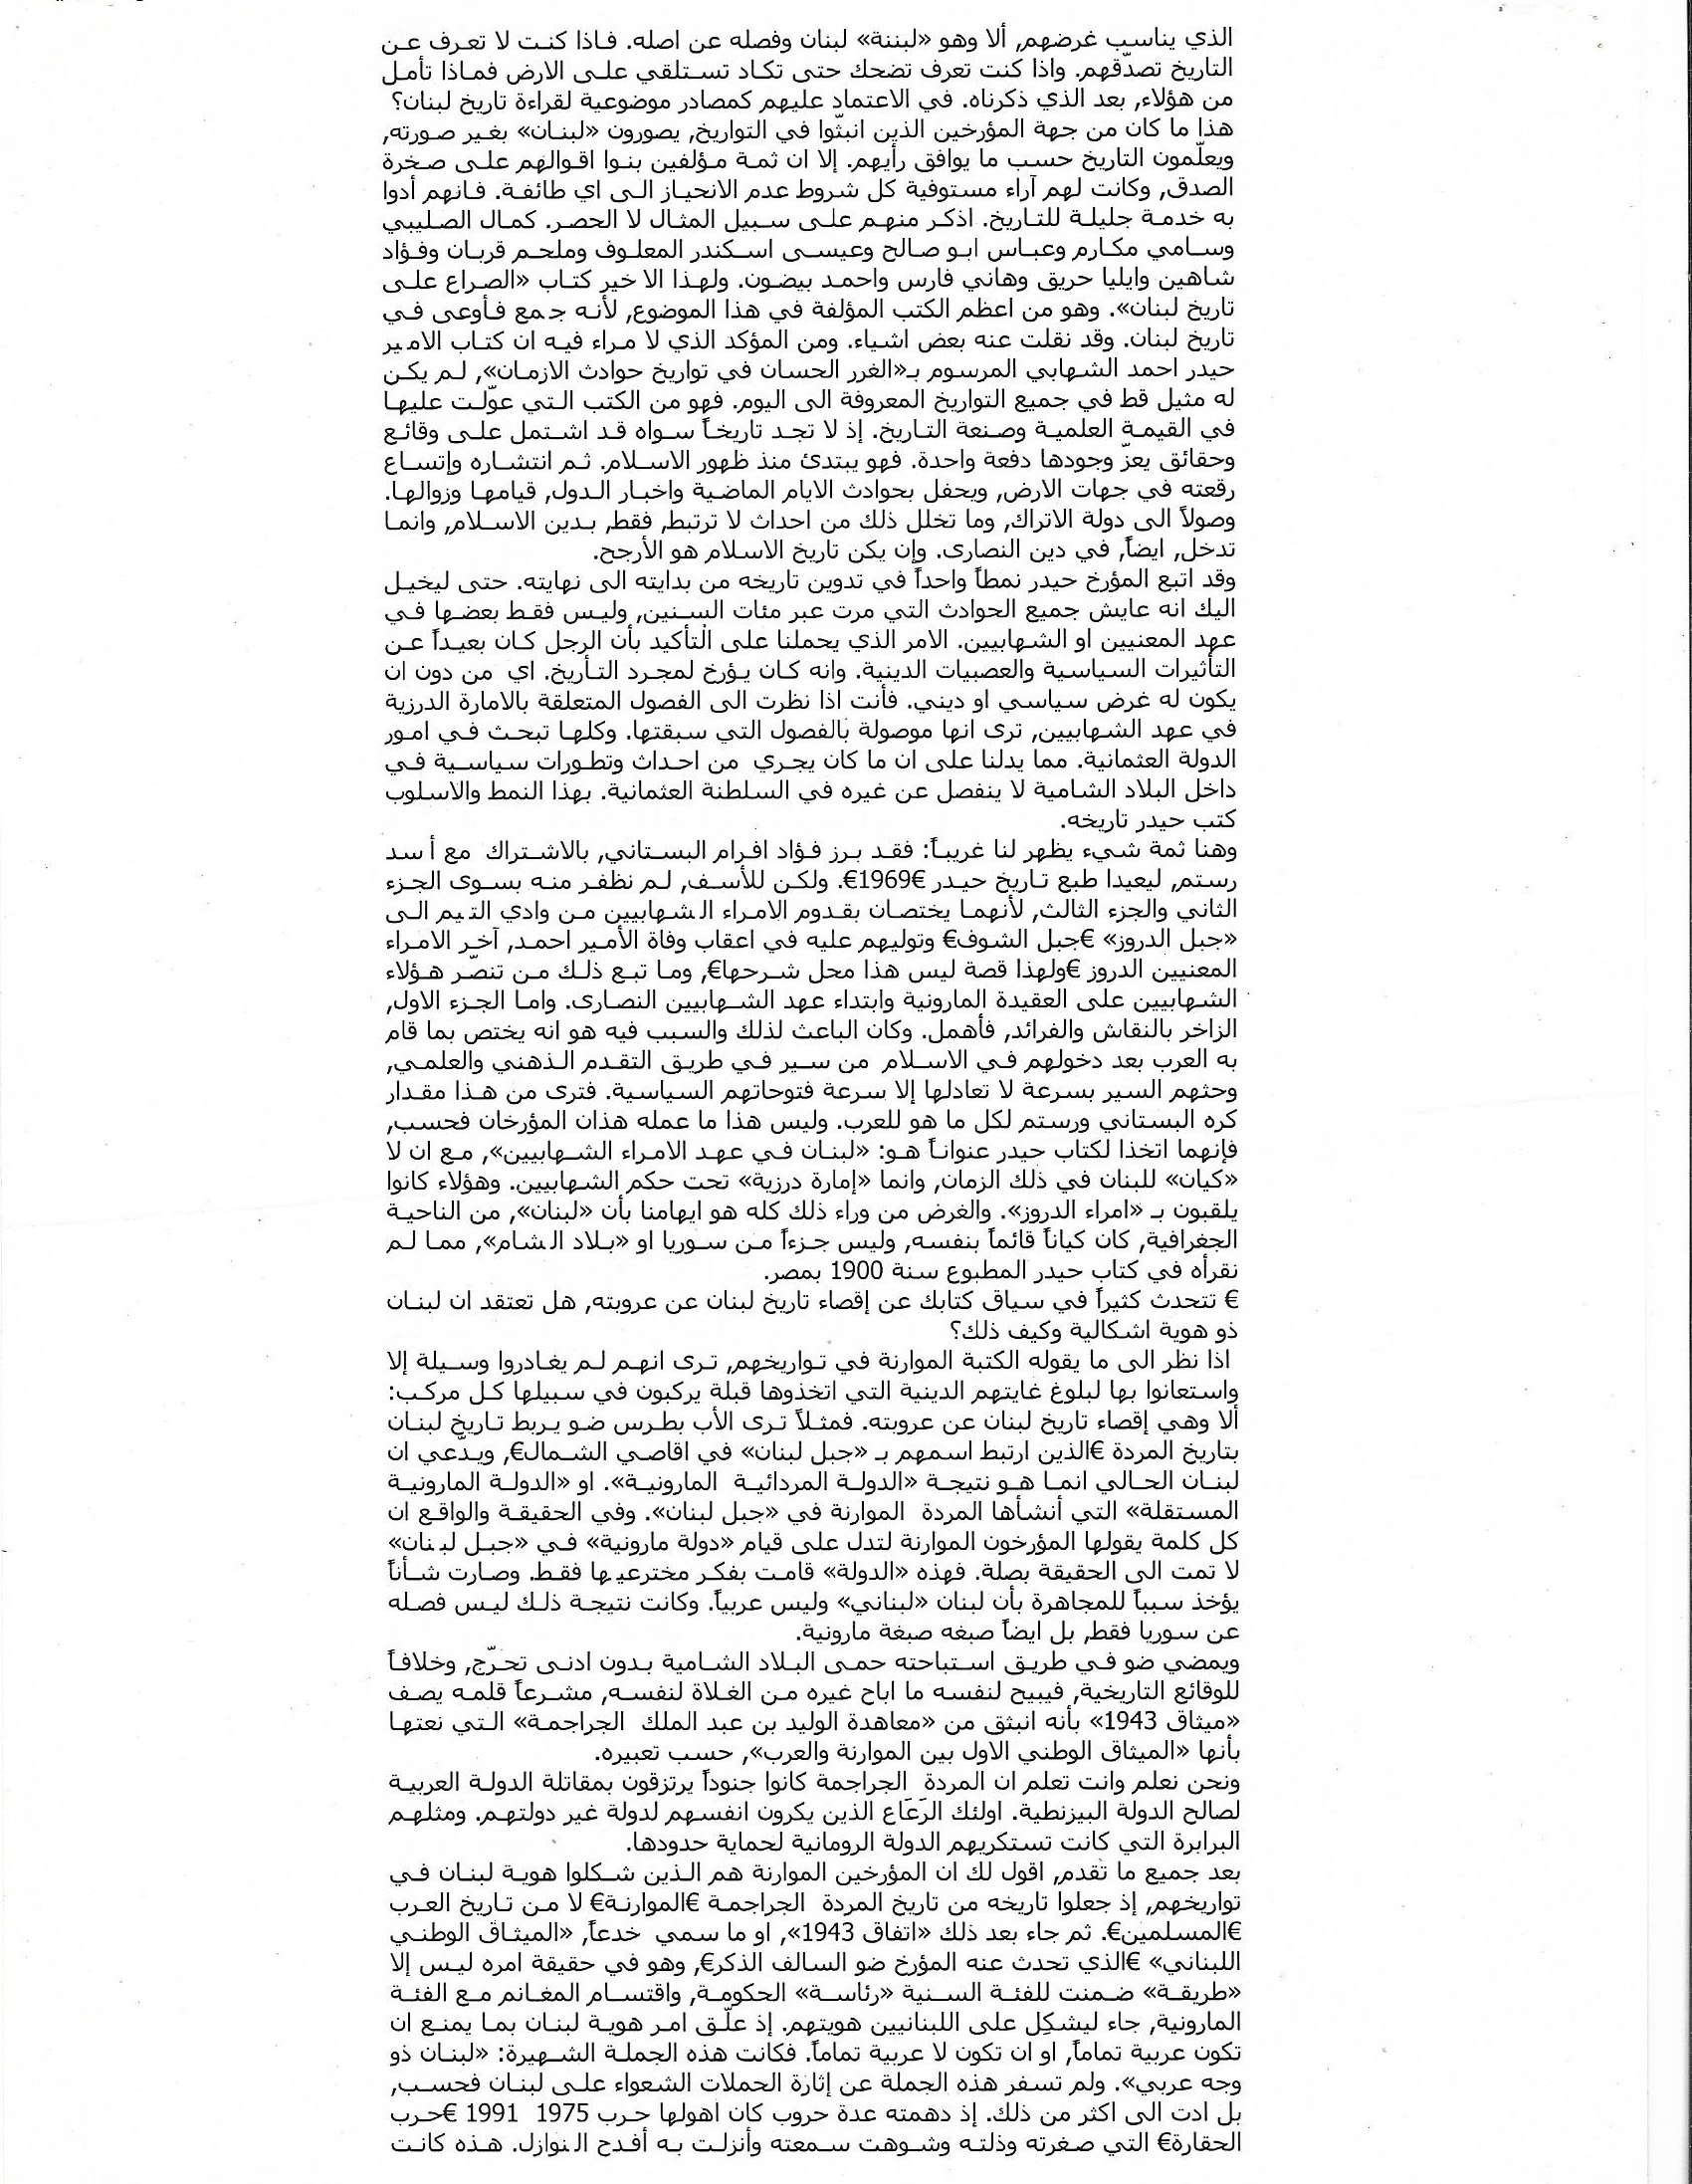 الذي يناسب غرضهم, ألا وهو «لبننة» لبنان وفصله عن اصله. فاذا كنت لا تعرف عن
التاريخ تصدّقهم. واذا كنت تعرف تضحك حتى تكاد تستلقي على الارض فماذا تأمل
من هؤلاء, بعد الذي ذكرناه. في الاعتماد عليهم كمصادر موضوعية لقراءة تاريخ لبنان؟
هذا ما كان من جهة المؤرخين الذين انبثّوا في التواريخ, يصورون «لبنان» بغير صورته,
ويعلّمون التاريخ حسب ما يوافق رأيهم. إلا ان ثمة مؤلفين بنوا اقوالهم على صخرة
الصدق, وكانت لهم آراء مستوفية كل شروط عدم الانحياز الى اي طائفة. فانهم أدوا
به خدمة جليلة للتاريخ. اذكر منهم على سبيل المثال لا الحصر. كمال الصليبي
وسامي مكارم وعباس ابو صالح وعيسى اسكندر المعلوف وملحم قربان وفؤاد
شاهين وايليا حريق وهاني فارس واحمد بيضون. ولهذا الا خير كتاب «الصراع على
تاريخ لبنان». وهو من اعظم الكتب المؤلفة في هذا الموضوع, لأنه جمع فأوعى في
تاريخ لبنان. وقد نقلت عنه بعض اشياء. ومن المؤكد الذي لا مراء فيه ان كتاب الامير
حيدر احمد الشهابي المرسوم بـ«الغرر الحسان في تواريخ حوادث الازمان», لم يكن
له مثيل قط في جميع التواريخ المعروفة الى اليوم. فهو من الكتب التي عوّلت عليها
في القيمة العلمية وصنعة التاريخ. إذ لا تجد تاريخاً سواه قد اشتمل على وقائع
وحقائق يعزّ وجودها دفعة واحدة. فهو يبتدئ منذ ظهور الاسلام. ثم انتشاره وإتساع
رقعته في جهات الارض, ويحفل بحوادث الايام الماضية واخبار الدول, قيامها وزوالها.
وصولاً الى دولة الاتراك, وما تخلل ذلك من احداث لا ترتبط, فقط, بدين الاسلام, وانما
تدخل, ايضاً, في دين النصارى. وإن يكن تاريخ الاسلام هو الأرجح.
وقد اتبع المؤرخ حيدر نمطاً واحداً في تدوين تاريخه من بدايته الى نهايته. حتى ليخيل
اليك انه عايش جميع الحوادث التي مرت عبر مئات السنين, وليس فقط بعضها في
عهد المعنيين او الشهابيين. الامر الذي يحملنا على التأكيد بأن الرجل كان بعيداً عن
التأثيرات السياسية والعصبيات الدينية. وانه كان يؤرخ لمجرد التأريخ. اي من دون ان
يكون له غرض سياسي او ديني. فأنت اذا نظرت الى الفصول المتعلقة بالامارة الدرزية
في عهد الشهابيين, ترى انها موصولة بالفصول التي سبقتها. وكلها تبحث في امور
الدولة العثمانية. مما يدلنا على ان ما كان يجري من احداث وتطورات سياسية في
داخل البلاد الشامية لا ينفصل عن غيره في السلطنة العثمانية. بهذا النمط والاسلوب
كتب حيدر تاريخه.
وهنا ثمة شيء يظهر لنا غريباً: فقد برز فؤاد افرام البستاني, بالاشتراك مع أسد
رستم, ليعيدا طبع تاريخ حيدر €1969€. ولكن للأسف, لم نظفر منه بسوى الجزء
الثاني والجزء الثالث, لأنهما يختصان بقدوم الامراء الشهابيين من وادي التيم الى
«جبل الدروز» €جبل الشوف€ وتوليهم عليه في اعقاب وفاة الأمير احمد, آخر الامراء
المعنيين الدروز €ولهذا قصة ليس هذا محل شرحها€, وما تبع ذلك من تنصّر هؤلاء
الشهابيين على العقيدة المارونية وابتداء عهد الشهابيين النصارى. واما الجزء الاول,
الزاخر بالنقاش والفرائد, فأهمل. وكان الباعث لذلك والسبب فيه هو انه يختص بما قام
به العرب بعد دخولهم في الاسلام من سير في طريق التقدم الذهني والعلمي,
وحثهم السير بسرعة لا تعادلها إلا سرعة فتوحاتهم السياسية. فترى من هذا مقدار
كره البستاني ورستم لكل ما هو للعرب. وليس هذا ما عمله هذان المؤرخان فحسب,
فإنهما اتخذا لكتاب حيدر عنواناً هو: «لبنان في عهد الامراء الشهابيين», مع ان لا
«كيان» للبنان في ذلك الزمان, وانما «إمارة درزية» تحت حكم الشهابيين. وهؤلاء كانوا
يلقبون بـ «امراء الدروز». والغرض من وراء ذلك كله هو ايهامنا بأن «لبنان», من الناحية
الجغرافية, كان كياناً قائماً بنفسه, وليس جزءاً من سوريا او «بلاد الشام», مما لم
نقرأه في كتاب حيدر المطبوع سنة 1900 بمصر.
€ تتحدث كثيراً في سياق كتابك عن إقصاء تاريخ لبنان عن عروبته, هل تعتقد ان لبنان
ذو هوية اشكالية وكيف ذلك؟
اذا نظر الى ما يقوله الكتبة الموارنة في تواريخهم, ترى انهم لم يغادروا وسيلة إلا
واستعانوا بها لبلوغ غايتهم الدينية التي اتخذوها قبلة يركبون في سبيلها كل مركب:
ألا وهي إقصاء تاريخ لبنان عن عروبته. فمثلاً ترى الأب بطرس ضو يربط تاريخ لبنان
بتاريخ المردة €الذين ارتبط اسمهم بـ «جبل لبنان» في اقاصي الشمال€, ويدّعي ان
لبنان الحالي انما هو نتيجة «الدولة المردائية المارونية». او «الدولة المارونية
المستقلة» التي أنشأها المردة الموارنة في «جبل لبنان». وفي الحقيقة والواقع ان
كل كلمة يقولها المؤرخون الموارنة لتدل على قيام «دولة مارونية» في «جبل لبنان»
لا تمت الى الحقيقة بصلة. فهذه «الدولة» قامت بفكر مخترعيها فقط. وصارت شأناً
يؤخذ سبباً للمجاهرة بأن لبنان «لبناني» وليس عربياً. وكانت نتيجة ذلك ليس فصله
عن سوريا فقط, بل ايضاً صبغه صبغة مارونية.
ويمضي ضو في طريق استباحته حمى البلاد الشامية بدون ادنى تحرّج, وخلافاً
للوقائع التاريخية, فيبيح لنفسه ما اباح غيره من الغلاة لنفسه, مشرعاً قلمه يصف
«ميثاق 1943» بأنه انبثق من «معاهدة الوليد بن عبد الملك الجراجمة» التي نعتها
بأنها «الميثاق الوطني الاول بين الموارنة والعرب», حسب تعبيره.
ونحن نعلم وانت تعلم ان المردة الجراجمة كانوا جنوداً يرتزقون بمقاتلة الدولة العربية
لصالح الدولة البيزنطية. اولئك الرَعَاع الذين يكرون انفسهم لدولة غير دولتهم. ومثلهم
البرابرة التي كانت تستكريهم الدولة الرومانية لحماية حدودها.
بعد جميع ما تقدم, اقول لك ان المؤرخين الموارنة هم الذين شكلوا هوية لبنان في
تواريخهم, إذ جعلوا تاريخه من تاريخ المردة الجراجمة €الموارنة€ لا من تاريخ العرب
€المسلمين€. ثم جاء بعد ذلك «اتفاق 1943», او ما سمي خدعاً, «الميثاق الوطني
اللبناني» €الذي تحدث عنه المؤرخ ضو السالف الذكر€, وهو في حقيقة امره ليس إلا
«طريقة» ضمنت للفئة السنية «رئاسة» الحكومة, واقتسام المغانم مع الفئة
المارونية, جاء ليشكِل على اللبنانيين هويتهم. إذ علّق امر هوية لبنان بما يمنع ان
تكون عربية تماماً, او ان تكون لا عربية تماماً. فكانت هذه الجملة الشهيرة: «لبنان ذو
وجه عربي». ولم تسفر هذه الجملة عن إثارة الحملات الشعواء على لبنان فحسب,
بل ادت الى اكثر من ذلك. إذ دهمته عدة حروب كان اهولها حرب 1975 1991 €حرب
الحقارة€ التي صغرته وذلته وشوهت سمعته وأنزلت به أفدح النوازل. هذه كانت